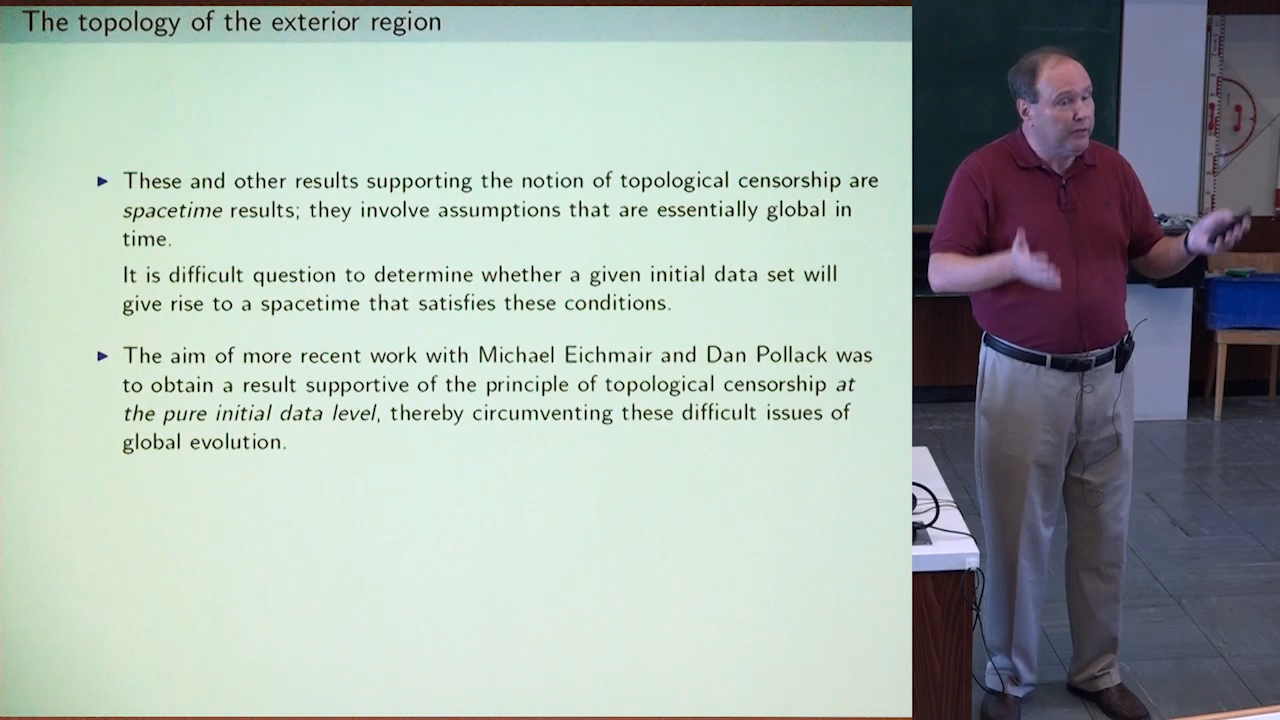 The topology of the exterior region
▶ These and other results supporting the notion of topological censorship are
spacetime results; they involve assumptions that are essentially global in
time.
It is difficult question to determine whether a given initial data set will
give rise to a spacetime that satisfies these conditions.
▶ The aim of more recent work with Michael Eichmair and Dan Pollack was
to obtain a result supportive of the principle of topological censorship at
the pure initial data level, thereby circumventing these difficult issues of
global evolution.